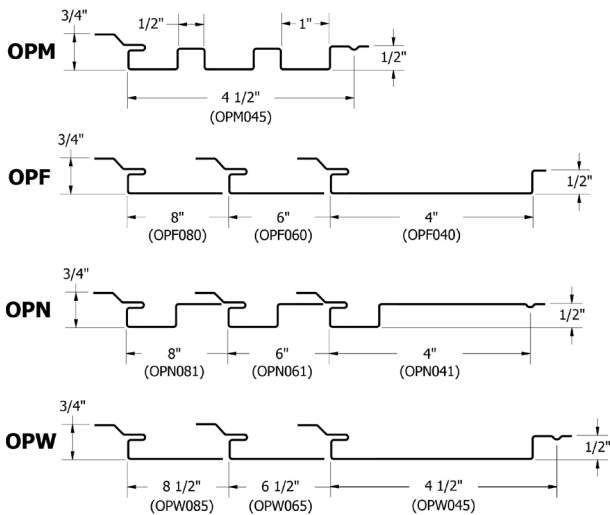 3/4"
1/2"
1"
OPM
1/2"
4 1/2"
(OPM045)
3/4"
OPF
1/2"
8" 6" 4"
(OPF080) (OPF060) (OPF040)
3/4"
OPN
1/2"
8" 6" 4"
(OPN081) (OPN061) (OPN041)
3/4"
OPW
1/2"
8 1/2" 6 1/2" 4 1/2"
(OPW085) (OPW065) (OPW045)